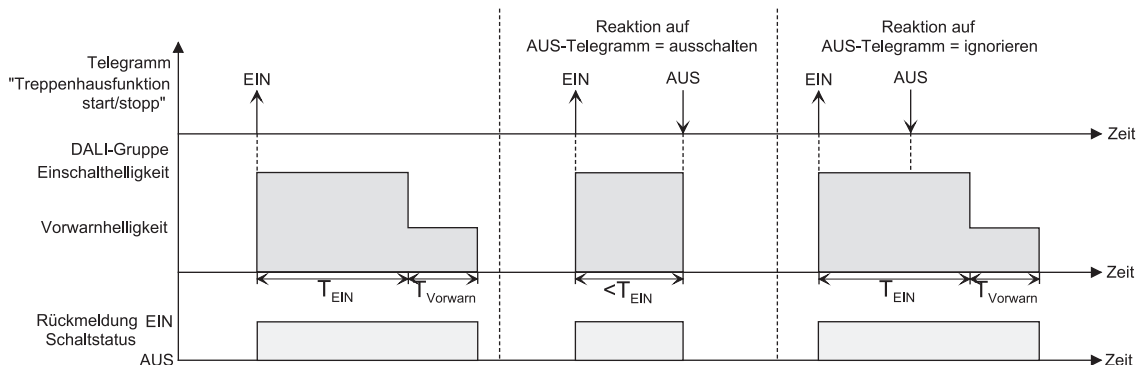 Reaktion auf
AUS-Telegramm = ausschalten
Reaktion auf
AUS-Telegramm = ignorieren
Telegramm
"Treppenhausfunktion
start/stopp"
EIN
EIN
AUS
EIN
AUS
Zeit
DALI-Gruppe
Einschalthelligkeit
Vorwarnhelligkeit
Zeit
TEIN
TVorwarn
<TEIN
TEIN
TVorwarn
Rückmeldung
Schaltstatus
EIN
AUS
Zeit